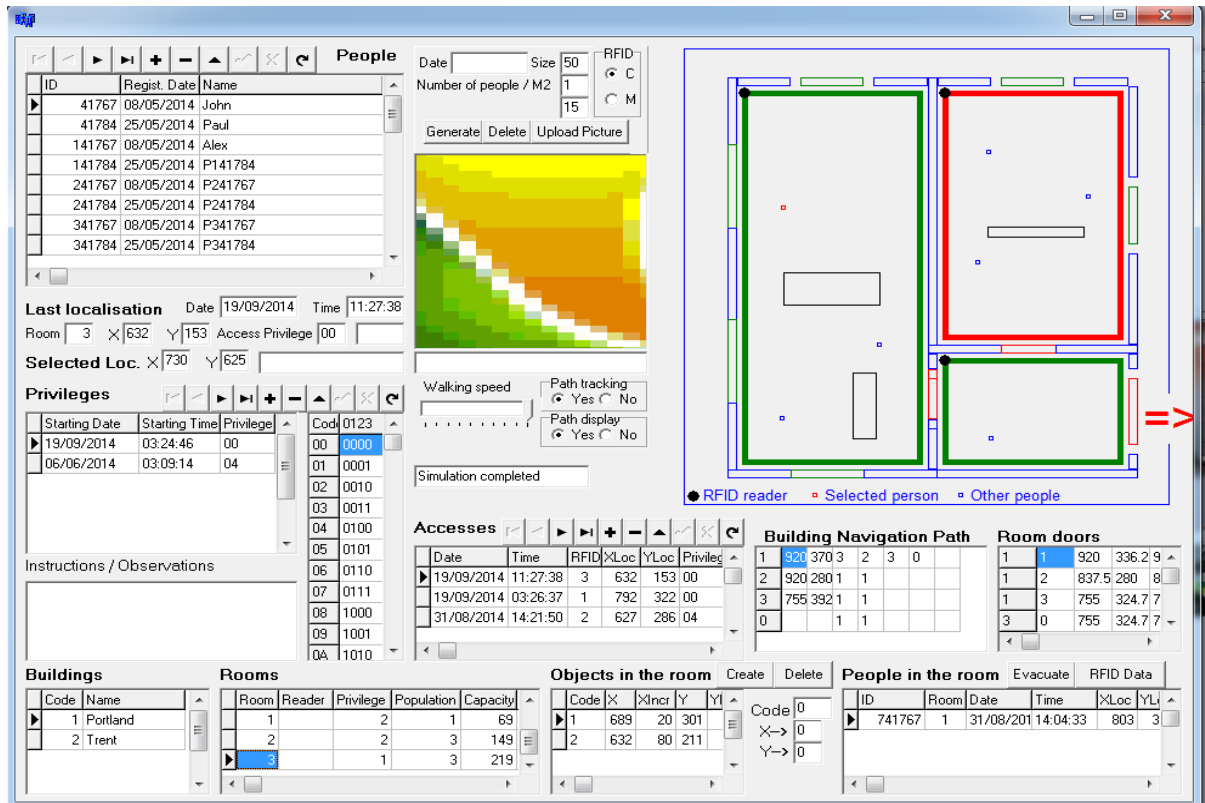 People
ID Regist. Date Name
41767 08/05/2014 John
41784 25/05/2014 Paul
141767 08/05/2014 Alex
141784 25/05/2014 P141784
241767 08/05/2014 P241767
241784 25/05/2014 P241784
341767 08/05/2014 P341767
341784 25/05/2014 P341784
Last localisation Date 19/09/2014 Time 11:27:38
Room 3 X 632 Y 153 Access Privilege 00
Selected Loc. X 730 Y 625
Date Size 50 RFID
C
Number of people / M2 1
M
15
Generate Delete Upload Picture
Walking speed
Path tracking
Yes No
Path display
Yes No
Simulation completed
=>
RFID reader Selected person Other people
Privileges
Starting Date Starting Time Privilege
19/09/2014 03:24:46 00
06/06/2014 03:09:14 04
Cod 0123
00 0000
01 0001
02 0010
03 0011
04 0100
05 0101
06 0110
07 0111
08 1000
09 1001
0A 1010
Instructions / Observations
Accesses
Date Time RFID XLoc YLoc Privileg
19/09/2014 11:27:38 3 632 153 00
19/09/2014 03:26:37 1 792 322 00
31/08/2014 14:21:50 2 627 286 04
Building Navigation Path
1 920 370 3 2 3 0
2 920 280 1 1
3 755 392 1 1
0 1 1
Room doors
1 1 920 336.2 9
1 2 837.5 280 8
1 3 755 324.7 7
3 0 755 324.7 7
Buildings
Code Name
1 Portland
2 Trent
Rooms
Room Reader Privilege Population Capacity
1 2 1 69
2 2 3 149
3 1 3 219
Objects in the room Create Delete
Code X XIncr Y YI
1 689 20 301
2 632 80 211
Code 0
X-> 0
Y-> 0
People in the room Evacuate RFID Data
ID Room Date Time XLoc YL
741767 1 31/08/201 14:04:33 803 3